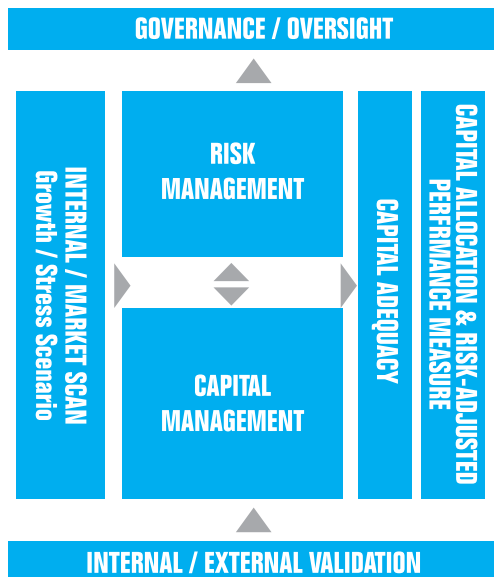 GOVERNANCE / OVERSIGHT
INTERNAL / MARKET SCAN
Growth / Stress Scenario
RISK
MANAGEMENT
CAPITAL
MANAGEMENT
CAPITAL ADEQUACY
CAPITAL ALLOCATION & RISK-ADJUSTED
PERFRMANCE MEASURE
INTERNAL / EXTERNAL VALIDATION